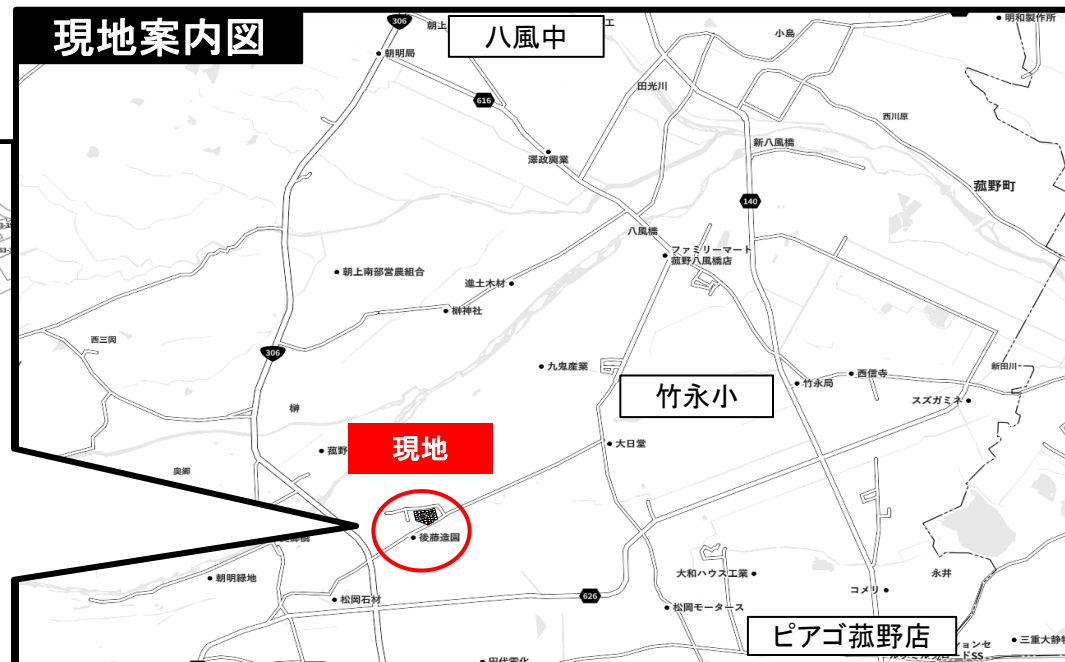 現地案内図
306
八風中
朝明局
616
小島
明和製作所
田光川
西川原
澤政興業
新八風橋
菰野町
140
八風橋
ファミリーマート
菰野八風橋店
朝上南部営農組合
進土木材
榊神社
西三岡
306
九鬼産業
竹永小
竹永局
西信寺
新田川
スズガミネ
榊
現地
菰野
大日堂
奥郷
後藤造園
朝明緑地
松岡石材
626
大和ハウス工業
松岡モータース
コメリ
永井
ピアゴ菰野店